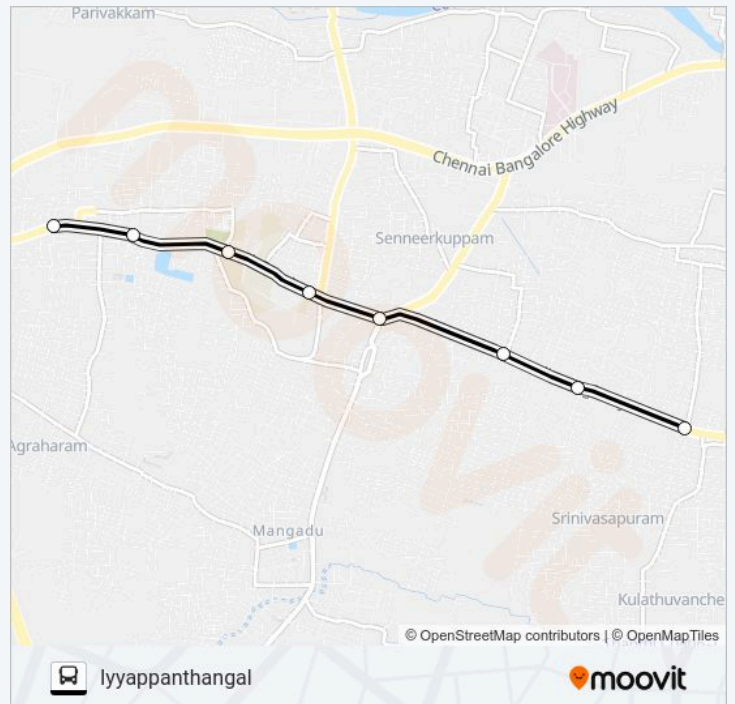 Parivakkam
Chennai Bangalore Highway
Senneerkuppam
Agraharam
Srinivasapuram
Mangadu
Kulathuvanche
© OpenStreetMap contributors | © OpenMapTiles
Iyyappanthangal
moovit